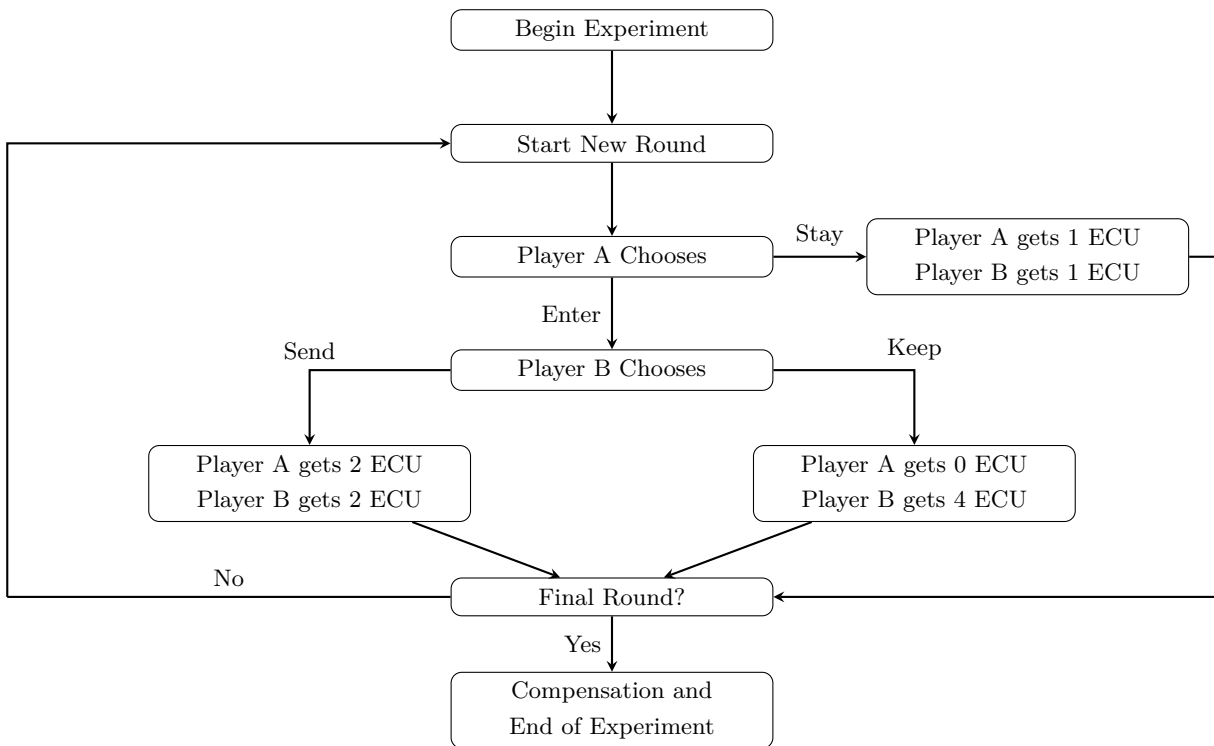 Begin Experiment
Start New Round
Player A Chooses
Stay
Player A gets 1 ECU
Player B gets 1 ECU
Enter
Player B Chooses
Send
Keep
Player A gets 2 ECU
Player B gets 2 ECU
Player A gets 0 ECU
Player B gets 4 ECU
Final Round?
No
Yes
Compensation and
End of Experiment